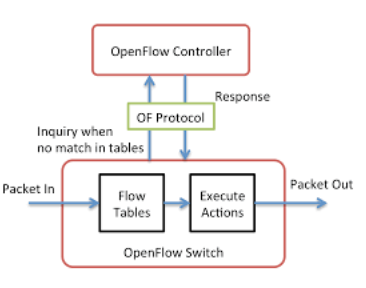 OpenFlow Controller
Response
OF Protocol
Inquiry when
no match in tables
Packet In
Flow
Tables
Execute
Actions
Packet Out
OpenFlow Switch